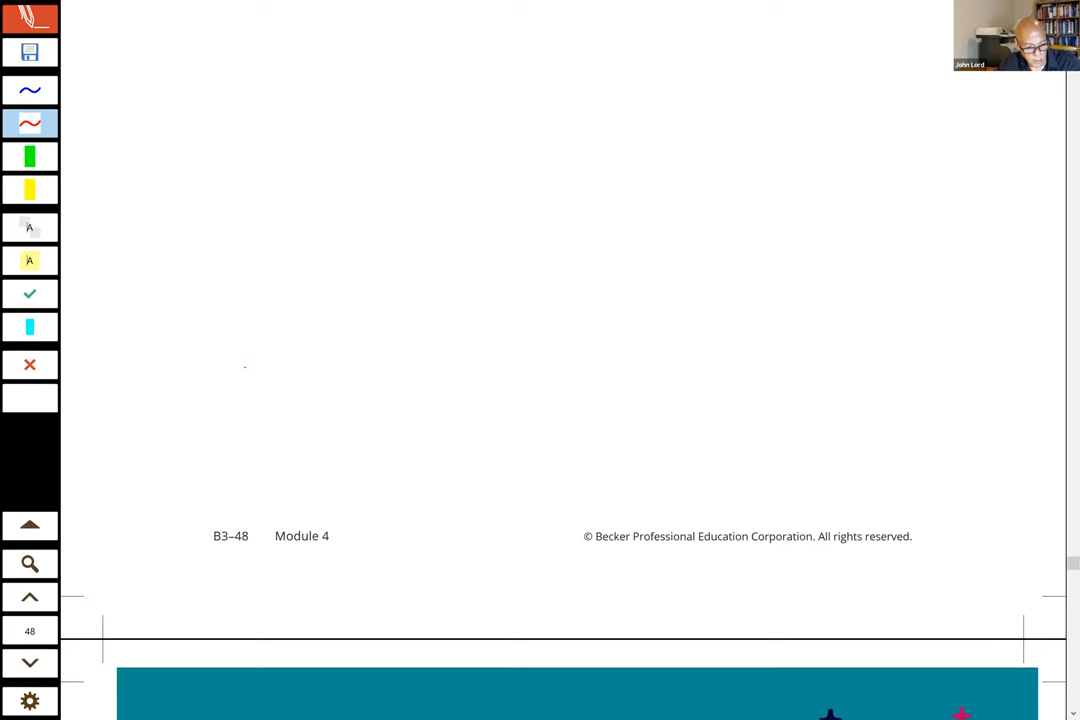 John Lord
A
A
B3–48 Module 4
© Becker Professional Education Corporation. All rights reserved.
48